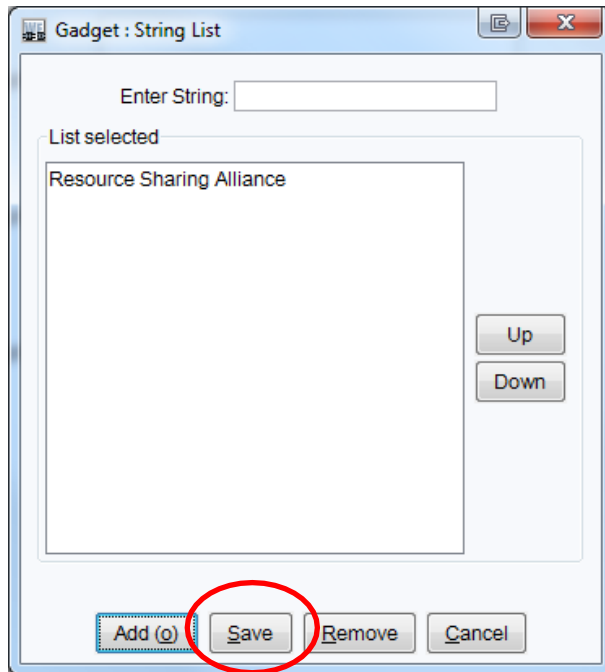 Gadget : String List
Enter String:
List selected
Resource Sharing Alliance
Up
Down
Add (o) Save Remove Cancel